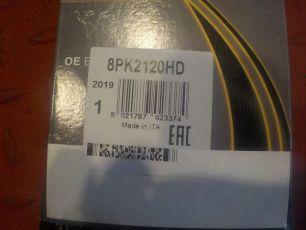 OE
8PK2120HD
2019
1
8 021787 023374
Made in ITA
EAC